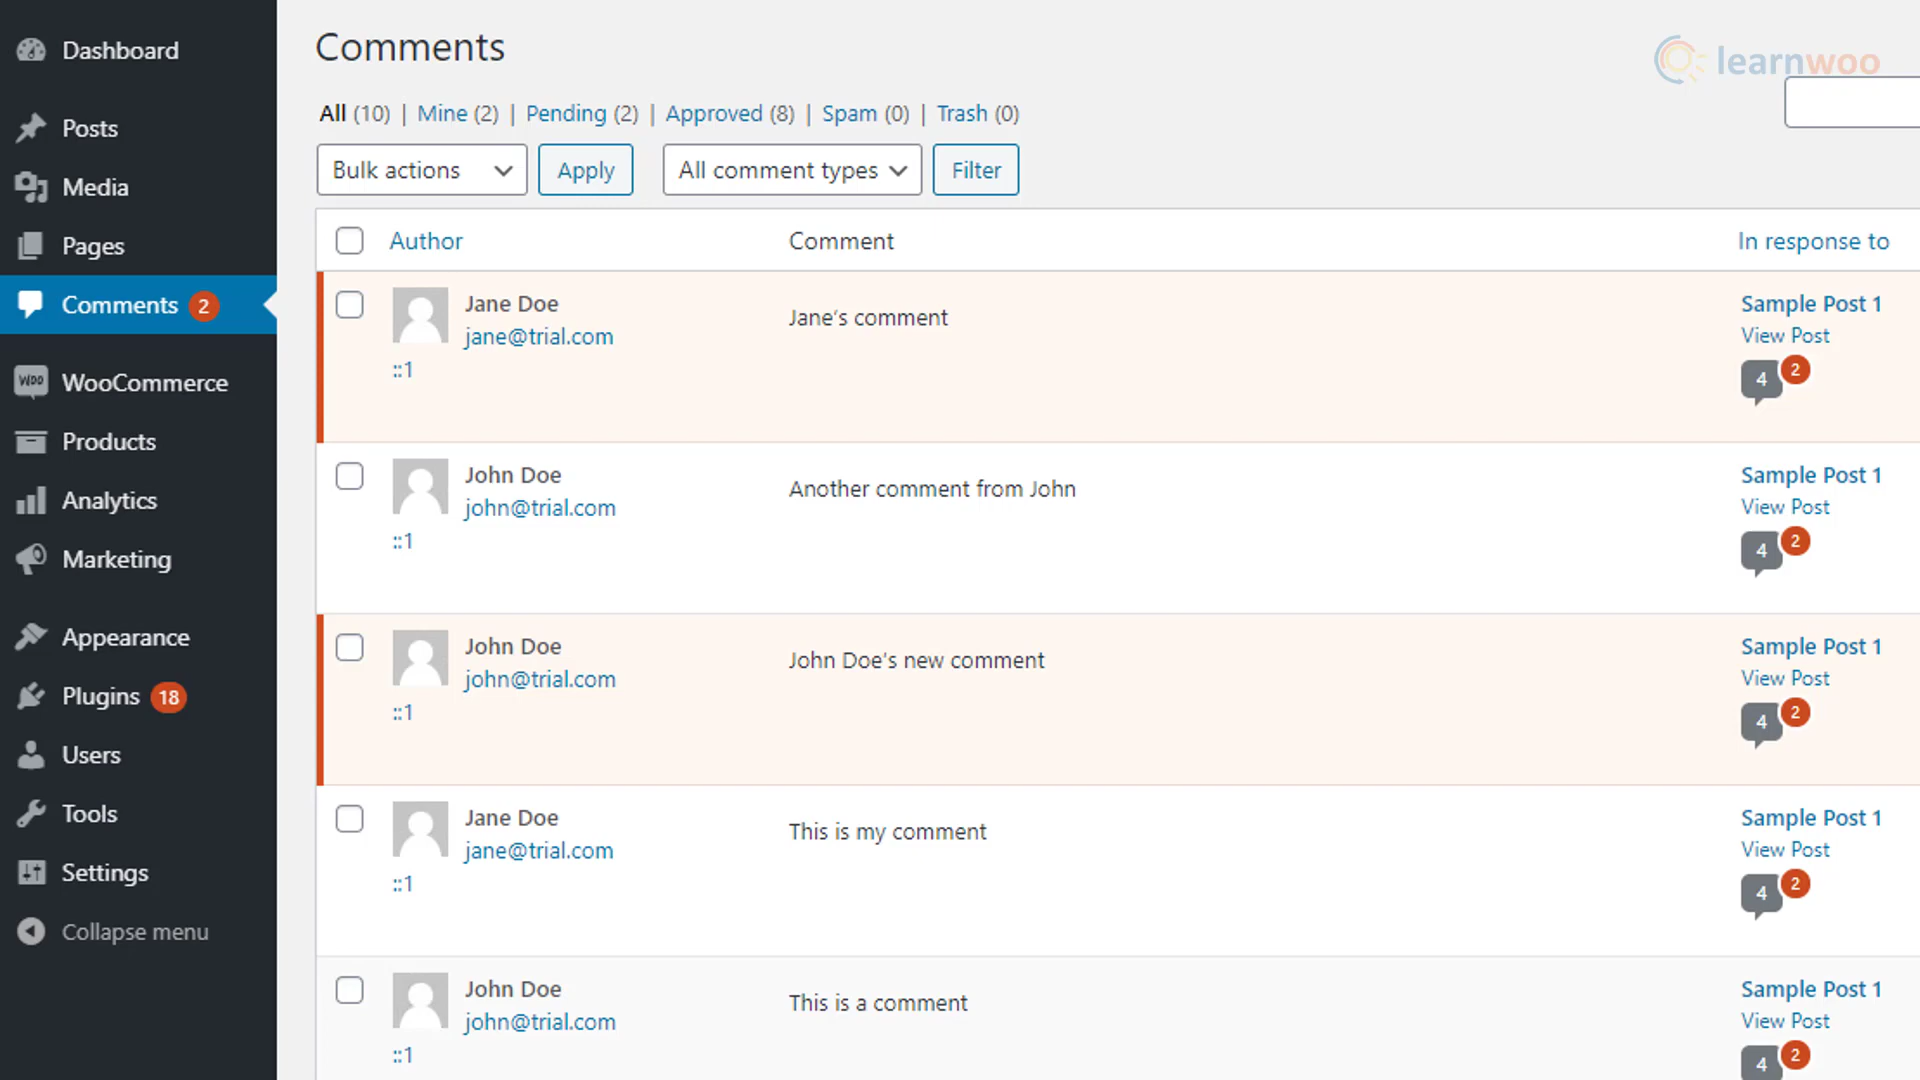 Dashboard
Posts
Media
Pages
Comments 2
WooCommerce
Products
Analytics
Marketing
Appearance
Plugins 18
Users
Tools
Settings
Collapse menu
Comments
learnwoo
All (10) | Mine (2) | Pending (2) | Approved (8) | Spam (0) | Trash (0)
Bulk actions Apply All comment types Filter
Author Comment In response to
Jane Doe
jane@trial.com
::1
Jane's comment
Sample Post 1
View Post
4 2
John Doe
john@trial.com
::1
Another comment from John
Sample Post 1
View Post
4 2
John Doe
john@trial.com
::1
John Doe's new comment
Sample Post 1
View Post
4 2
Jane Doe
jane@trial.com
::1
This is my comment
Sample Post 1
View Post
4 2
John Doe
john@trial.com
::1
This is a comment
Sample Post 1
View Post
4 2